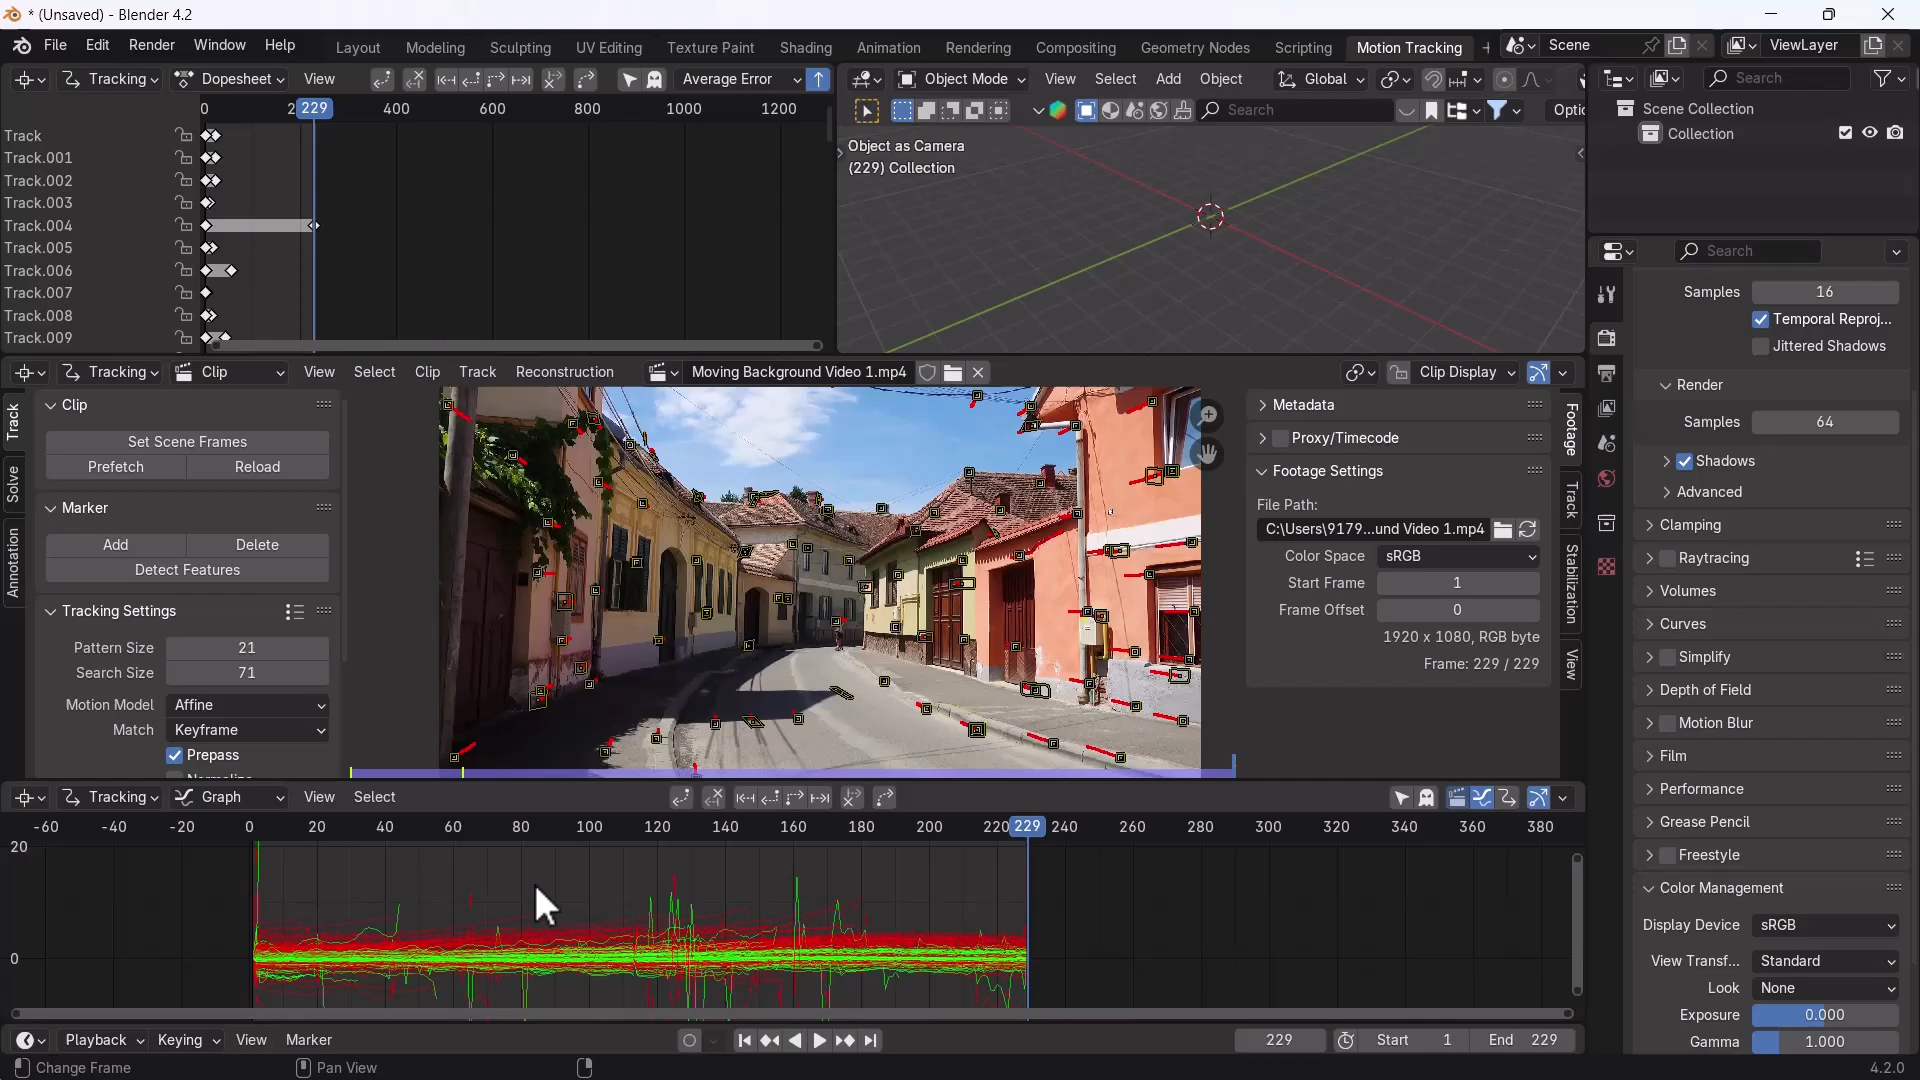 * (Unsaved) - Blender 4.2
File Edit Render Window Help Layout Modeling Sculpting UV Editing Texture Paint Shading Animation Rendering Compositing Geometry Nodes Scripting Motion Tracking Scene ViewLayer
Tracking Dopesheet View Average Error
0 2 229 400 600 800 1000 1200
Track
Track.001
Track.002
Track.003
Track.004
Track.005
Track.006
Track.007
Track.008
Track.009
Object Mode View Select Add Object Global
Search Optic
Object as Camera
(229) Collection
Search
Scene Collection
Collection
Search
Samples 16
Temporal Reproj...
Jittered Shadows
Render
Samples 64
Shadows
Advanced
Clamping
Raytracing
Volumes
Curves
Simplify
Depth of Field
Motion Blur
Film
Performance
Grease Pencil
Freestyle
Color Management
Display Device sRGB
View Transf... Standard
Look None
Exposure 0.000
Gamma 1.000
Tracking Clip View Select Clip Track Reconstruction Moving Background Video 1.mp4 Clip Display
Track
Solve
Annotation
Clip
Set Scene Frames
Prefetch Reload
Marker
Add Delete
Detect Features
Tracking Settings
Pattern Size 21
Search Size 71
Motion Model Affine
Match Keyframe
Prepass
Normalize
Metadata
Proxy/Timecode
Footage Settings
File Path:
C:\Users\9179...und Video 1.mp4
Color Space sRGB
Start Frame 1
Frame Offset 0
1920 x 1080, RGB byte
Frame: 229 / 229
Footage
Track
Stabilization
View
Tracking Graph View Select
-60 -40 -20 0 20 40 60 80 100 120 140 160 180 200 220 229 240 260 280 300 320 340 360 380
20
0
Playback Keying View Marker 229 Start 1 End 229
Change Frame Pan View 4.2.0